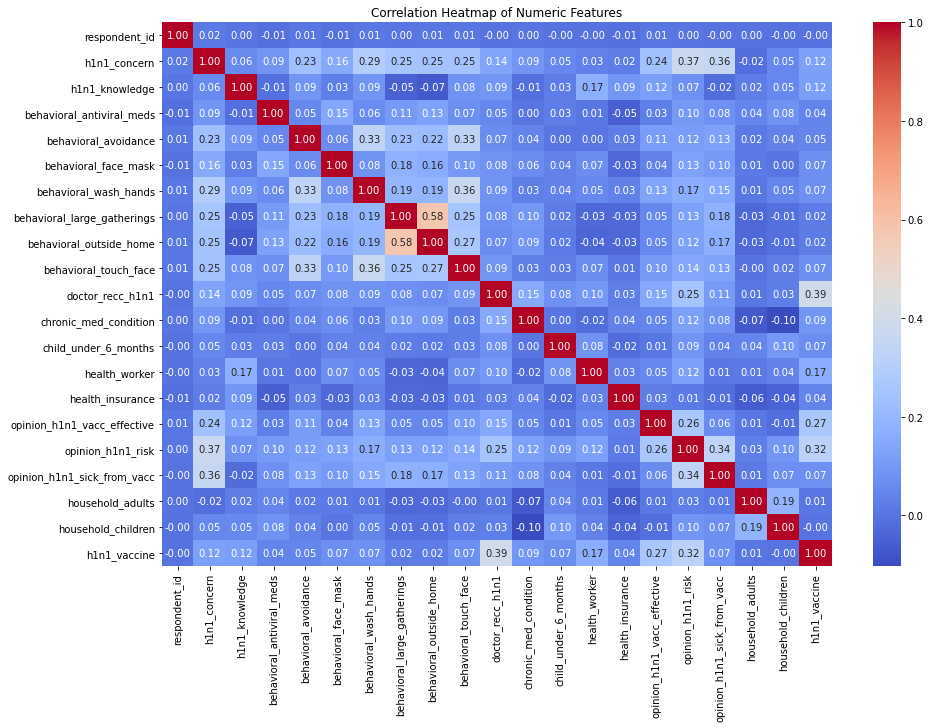 Correlation Heatmap of Numeric Features
respondent_id 1.00 0.02 0.00 -0.01 0.01 -0.01 0.01 0.00 0.01 0.01 -0.00 -0.00 -0.00 -0.00 -0.00 0.01 0.00 -0.00 0.00 -0.00 -0.00
h1n1_concern 0.02 1.00 0.06 0.09 0.23 0.16 0.29 0.25 0.25 0.25 0.14 0.09 0.05 0.03 0.02 0.24 0.37 0.36 -0.02 0.05 0.12
h1n1_knowledge 0.00 0.06 1.00 -0.01 0.09 0.03 0.09 -0.05 -0.07 0.08 0.09 -0.01 0.03 0.17 0.09 0.12 0.07 -0.02 0.02 0.05 0.12
behavioral_antiviral_meds -0.01 0.09 -0.01 1.00 0.05 0.15 0.06 0.11 0.13 0.07 0.05 0.00 0.03 0.01 -0.05 0.03 0.10 0.08 0.04 0.08 0.04
behavioral_avoidance 0.01 0.23 0.09 0.05 1.00 0.06 0.33 0.23 0.22 0.33 0.07 0.04 0.00 0.00 0.03 0.11 0.12 0.13 0.02 0.04 0.05
behavioral_face_mask -0.01 0.16 0.03 0.15 0.06 1.00 0.08 0.18 0.16 0.10 0.08 0.06 0.04 0.07 -0.03 0.04 0.13 0.10 0.01 0.00 0.07
behavioral_wash_hands 0.01 0.29 0.09 0.06 0.33 0.08 1.00 0.19 0.19 0.36 0.09 0.03 0.04 0.05 0.03 0.13 0.17 0.15 0.01 0.05 0.07
behavioral_large_gatherings 0.00 0.25 -0.05 0.11 0.23 0.18 0.19 1.00 0.58 0.25 0.08 0.10 0.02 -0.03 -0.03 0.05 0.13 0.18 -0.03 -0.01 0.02
behavioral_outside_home 0.01 0.25 -0.07 0.13 0.22 0.16 0.19 0.58 1.00 0.27 0.07 0.09 0.02 -0.04 -0.03 0.05 0.12 0.17 -0.03 -0.01 0.02
behavioral_touch_face 0.01 0.25 0.08 0.07 0.33 0.10 0.36 0.25 0.27 1.00 0.09 0.03 0.03 0.07 0.01 0.10 0.14 0.13 -0.00 0.02 0.07
doctor_recc_h1n1 -0.00 0.14 0.09 0.05 0.07 0.08 0.09 0.08 0.07 0.09 1.00 0.15 0.08 0.10 0.03 0.15 0.25 0.11 0.01 0.03 0.39
chronic_med_condition -0.00 0.09 -0.01 0.00 0.04 0.06 0.03 0.10 0.09 0.03 0.15 1.00 0.00 -0.02 0.04 0.05 0.12 0.08 -0.07 -0.10 0.09
child_under_6_months -0.00 0.05 0.03 0.03 0.00 0.04 0.04 0.02 0.02 0.03 0.08 0.00 1.00 0.08 -0.02 0.01 0.09 0.04 0.04 0.10 0.07
health_worker -0.00 0.03 0.17 0.01 0.00 0.07 0.05 -0.03 -0.04 0.07 0.10 -0.02 0.08 1.00 0.03 0.05 0.12 0.01 0.01 0.04 0.17
health_insurance -0.00 0.02 0.09 -0.05 0.03 -0.03 0.03 -0.03 -0.03 0.01 0.03 0.04 -0.02 0.03 1.00 0.03 0.01 -0.01 -0.06 -0.04 0.04
opinion_h1n1_vacc_effective 0.01 0.24 0.12 0.03 0.11 0.04 0.13 0.05 0.05 0.10 0.15 0.05 0.01 0.05 0.03 1.00 0.26 0.06 0.01 -0.01 0.27
opinion_h1n1_risk 0.00 0.37 0.07 0.10 0.12 0.13 0.17 0.13 0.12 0.14 0.25 0.12 0.09 0.12 0.01 0.26 1.00 0.34 0.03 0.10 0.32
opinion_h1n1_sick_from_vacc -0.00 0.36 -0.02 0.08 0.13 0.10 0.15 0.18 0.17 0.13 0.11 0.08 0.04 0.01 -0.01 0.06 0.34 1.00 0.01 0.07 0.07
household_adults 0.00 -0.02 0.02 0.04 0.02 0.01 0.01 -0.03 -0.03 -0.00 0.01 -0.07 0.04 0.01 -0.06 0.01 0.03 0.01 1.00 0.19 0.01
household_children -0.00 0.05 0.05 0.08 0.04 0.00 0.05 -0.01 -0.01 0.02 0.03 -0.10 0.10 0.04 -0.04 -0.01 0.10 0.07 0.19 1.00 -0.00
h1n1_vaccine -0.00 0.12 0.12 0.04 0.05 0.07 0.07 0.02 0.02 0.07 0.39 0.09 0.07 0.17 0.04 0.27 0.32 0.07 0.01 -0.00 1.00
respondent_id
h1n1_concern
h1n1_knowledge
behavioral_antiviral_meds
behavioral_avoidance
behavioral_face_mask
behavioral_wash_hands
behavioral_large_gatherings
behavioral_outside_home
behavioral_touch_face
doctor_recc_h1n1
chronic_med_condition
child_under_6_months
health_worker
health_insurance
opinion_h1n1_vacc_effective
opinion_h1n1_risk
opinion_h1n1_sick_from_vacc
household_adults
household_children
h1n1_vaccine
1.0
0.8
0.6
0.4
0.2
0.0